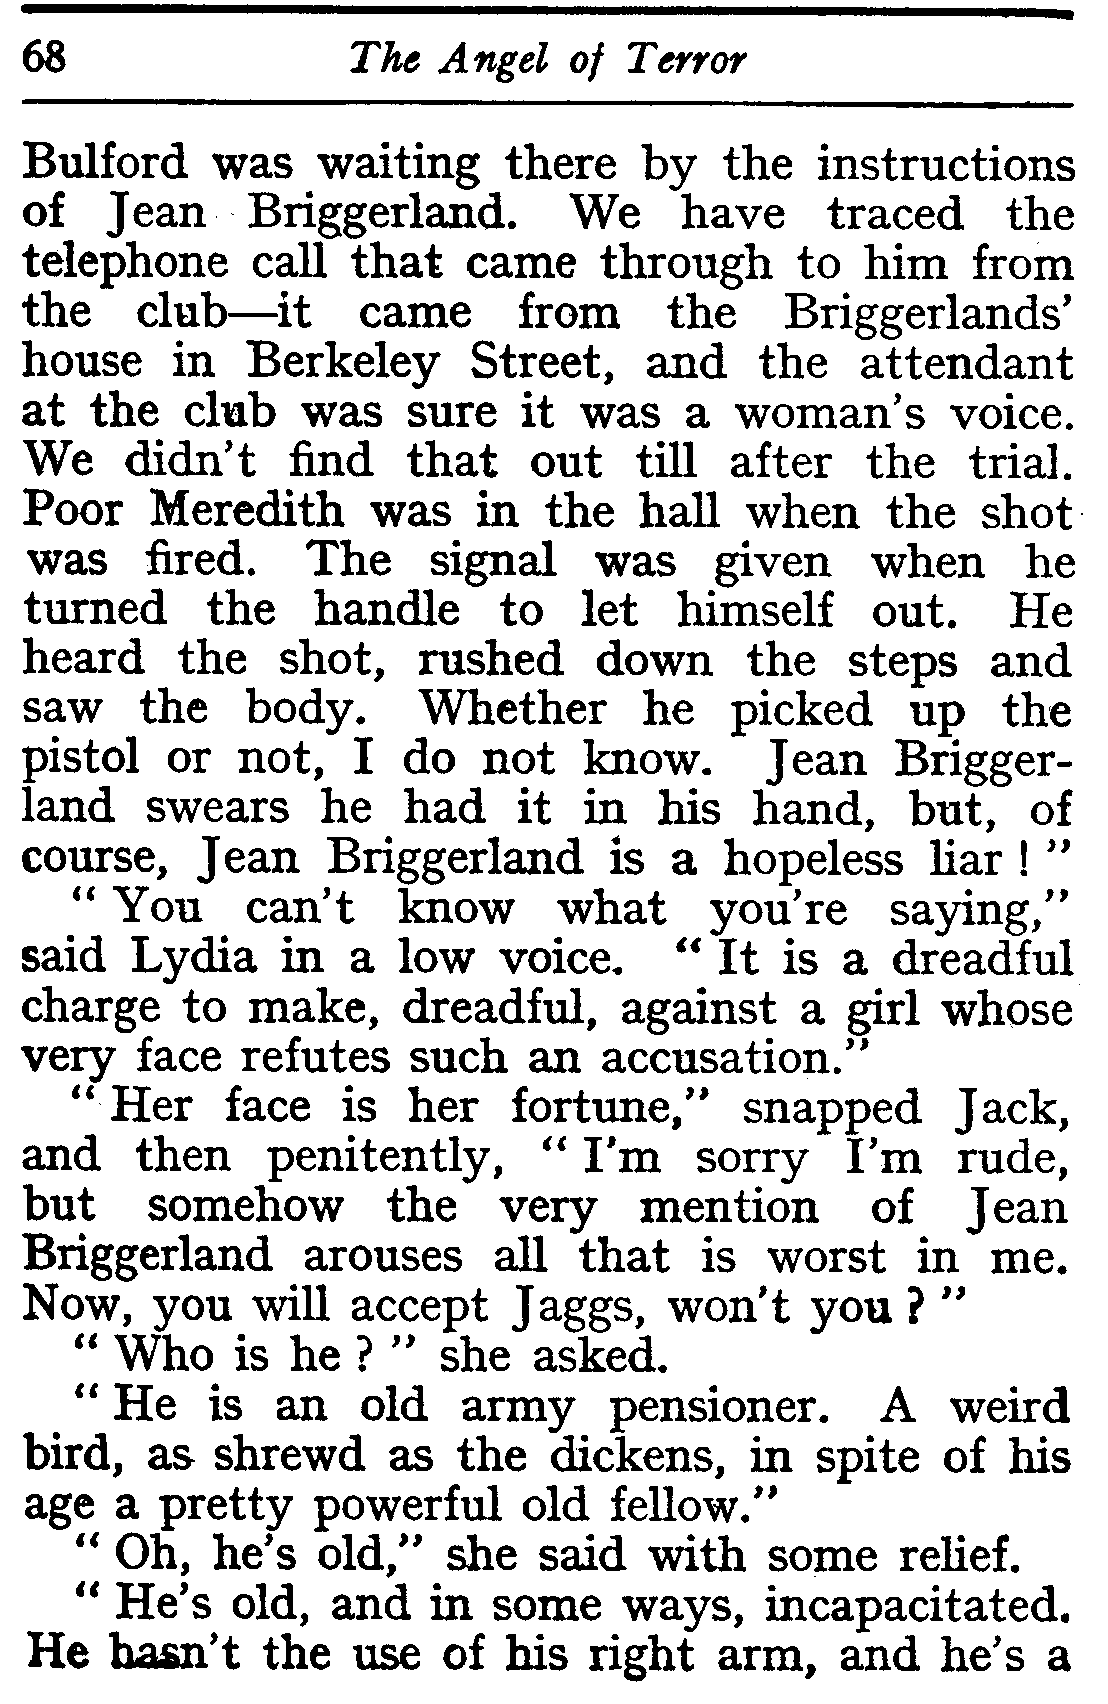 68 The Angel of Terror
Bulford was waiting there by the instructions
of Jean Briggerland. We have traced the
telephone call that came through to him from
the club—it came from the Briggerlands'
house in Berkeley Street, and the attendant
at the club was sure it was a woman's voice.
We didn't find that out till after the trial.
Poor Meredith was in the hall when the shot
was fired. The signal was given when he
turned the handle to let himself out. He
heard the shot, rushed down the steps and
saw the body. Whether he picked up the
pistol or not, I do not know. Jean Brigger-
land swears he had it in his hand, but, of
course, Jean Briggerland is a hopeless liar ! "
" You can't know what you're saying,"
said Lydia in a low voice. " It is a dreadful
charge to make, dreadful, against a girl whose
very face refutes such an accusation."
" Her face is her fortune," snapped Jack,
and then penitently, " I'm sorry I'm rude,
but somehow the very mention of Jean
Briggerland arouses all that is worst in me.
Now, you will accept Jaggs, won't you ? "
" Who is he ? " she asked.
" He is an old army pensioner. A weird
bird, as shrewd as the dickens, in spite of his
age a pretty powerful old fellow."
" Oh, he's old," she said with some relief.
" He's old, and in some ways, incapacitated.
He hasn't the use of his right arm, and he's a